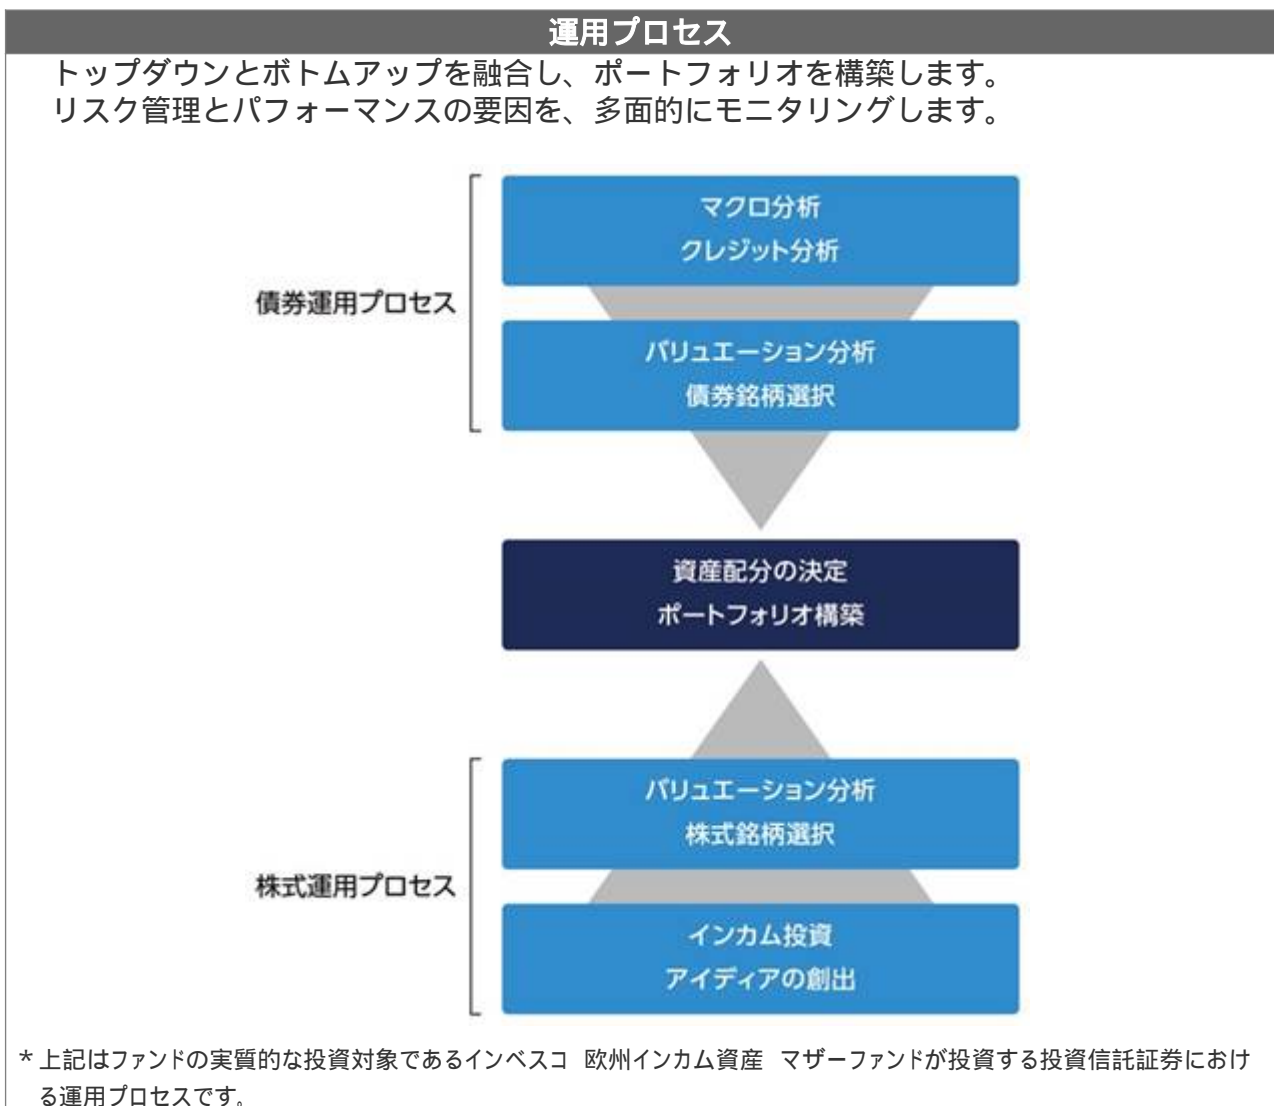 運用プロセス
トップダウンとボトムアップを融合し、ポートフォリオを構築します。
リスク管理とパフォーマンスの要因を、多面的にモニタリングします。
マクロ分析
クレジット分析
債券運用プロセス
バリュエーション分析
債券銘柄選択
資産配分の決定
ポートフォリオ構築
バリュエーション分析
株式銘柄選択
株式運用プロセス
インカム投資
アイディアの創出
*上記はファンドの実質的な投資対象であるインベスコ 欧州インカム資産 マザーファンドが投資する投資信託証券におけ
る運用プロセスです。